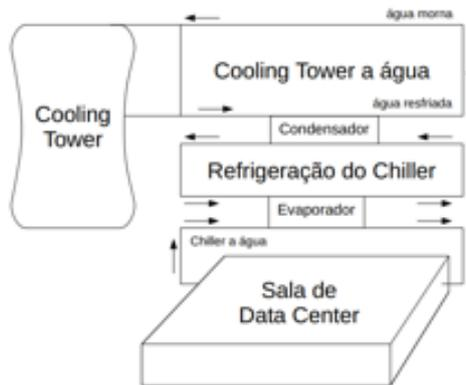 água morna
Cooling Tower a água
Cooling
Tower
água resfriada
Condensador
Refrigeração do Chiller
Evaporador
Chiller a água
Sala de
Data Center